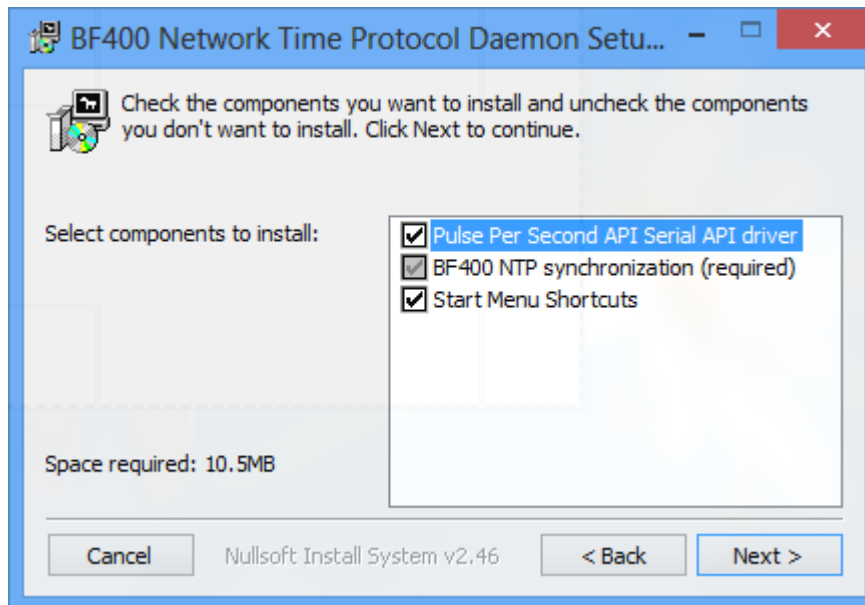 BF400 Network Time Protocol Daemon Setu...
Check the components you want to install and uncheck the components
you don't want to install. Click Next to continue.
Select components to install:
Pulse Per Second API Serial API driver
BF400 NTP synchronization (required)
Start Menu Shortcuts
Space required: 10.5MB
Cancel
Nullsoft Install System v2.46
< Back
Next >